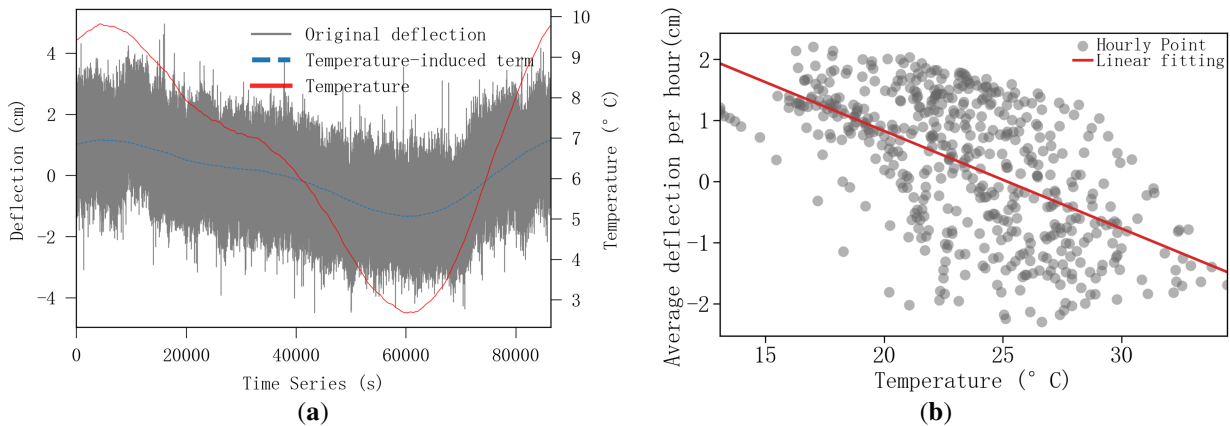 Original deflection
Temperature-induced term
Temperature
Deflection (cm)
4
2
0
-2
-4
10
9
8
7
6
5
4
3
Temperature (° C)
0
20000
40000
60000
80000
Time Series (s)
(a)
Hourly Point
Linear fitting
Average deflection per hour(cm)
2
1
0
-1
-2
15
20
25
30
Temperature (° C)
(b)